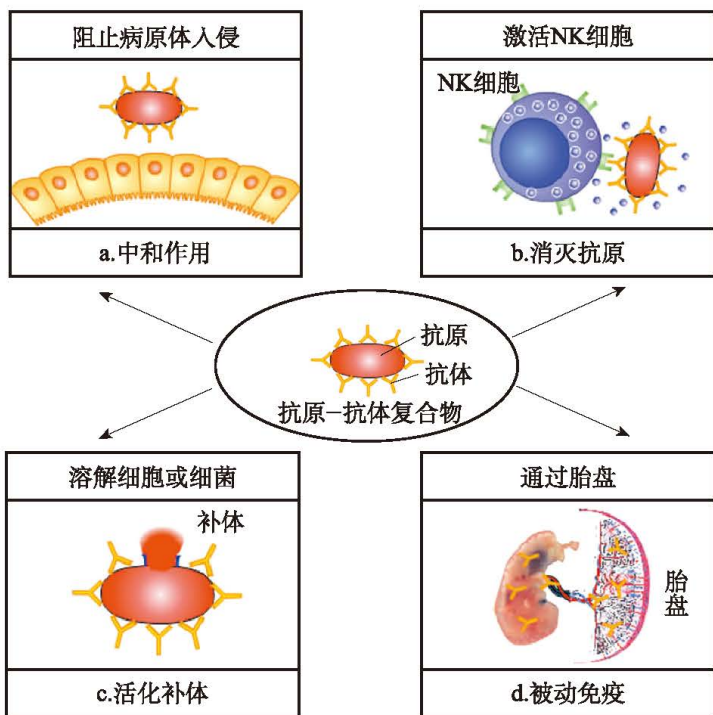 阻止病原体入侵
a.中和作用
激活NK细胞
NK细胞
b.消灭抗原
抗原
抗体
抗原−抗体复合物
溶解细胞或细菌
补体
c.活化补体
通过胎盘
胎盘
d.被动免疫